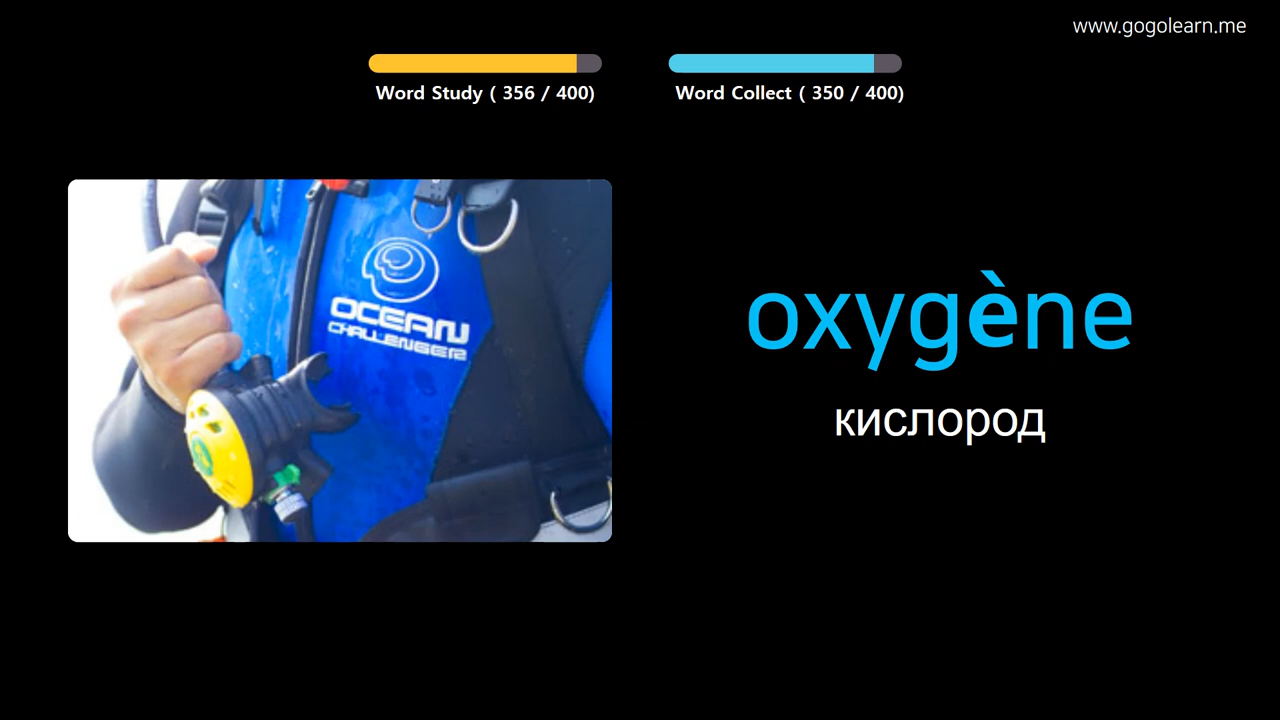 www.gogolearn.me
Word Study ( 356 / 400)
Word Collect ( 350 / 400)
OCEAN
CHALLENGER
oxygène
кислород